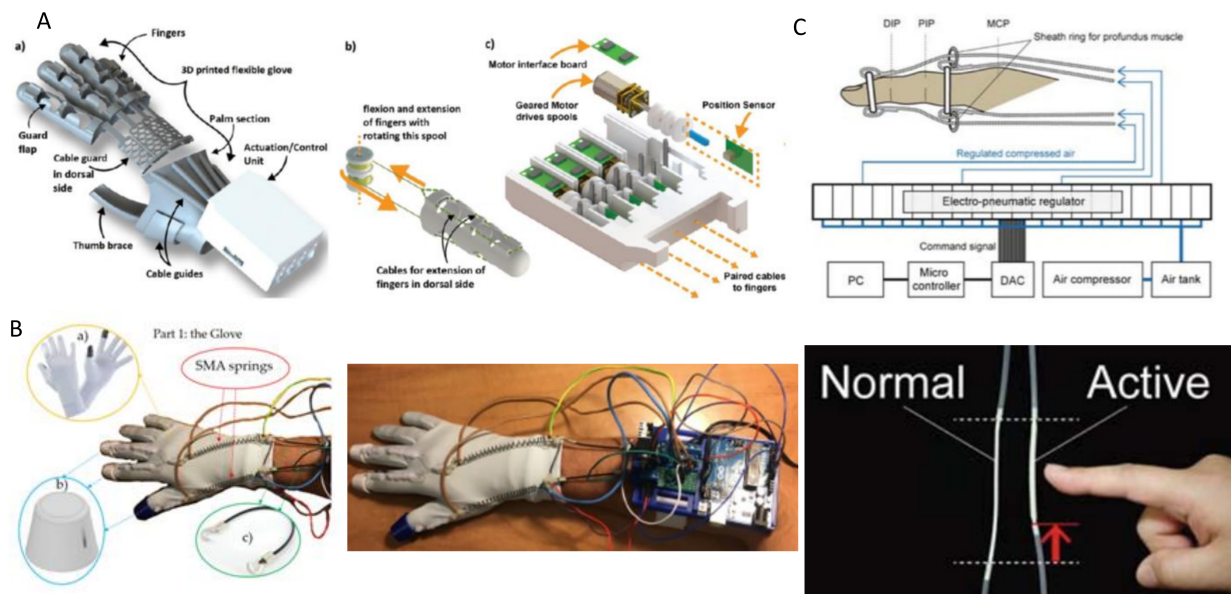 A
a)
Fingers
3D printed flexible glove
Palm section
Actuation/Control
Unit
Guard
flap
Cable guard
in dorsal
side
Thumb brace
Cable guides
b)
flexion and extension
of fingers with
rotating this spool
Cables for extension of
fingers in dorsal side
c)
Motor interface board
Geared Motor
drives spools
Position Sensor
Paired cables
to fingers
C
DIP
PIP
MCP
Sheath ring for profundus muscle
Regulated compressed air
Electro-pneumatic regulator
Command signal
PC
Micro
controller
DAC
Air compressor
Air tank
B
a)
Part 1: the Glove
SMA springs
b)
c)
Normal
Active